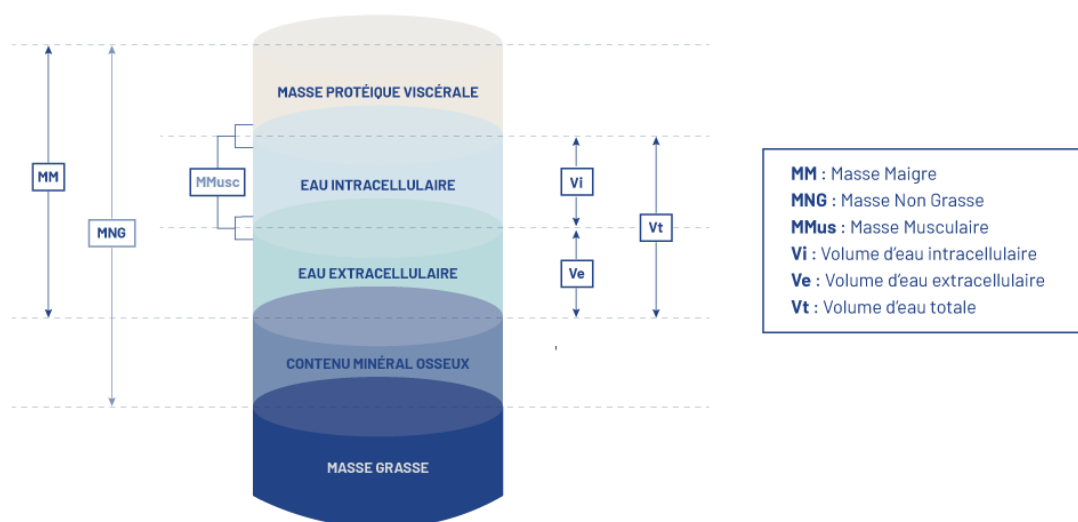 MASSE PROTÉIQUE VISCÉRALE
MM
MMusc
EAU INTRACELLULAIRE
Vi
MNG
Vt
EAU EXTRACELLULAIRE
Ve
CONTENU MINÉRAL OSSEUX
MASSE GRASSE
MM : Masse Maigre
MNG : Masse Non Grasse
MMus : Masse Musculaire
Vi : Volume d'eau intracellulaire
Ve : Volume d'eau extracellulaire
Vt : Volume d'eau totale